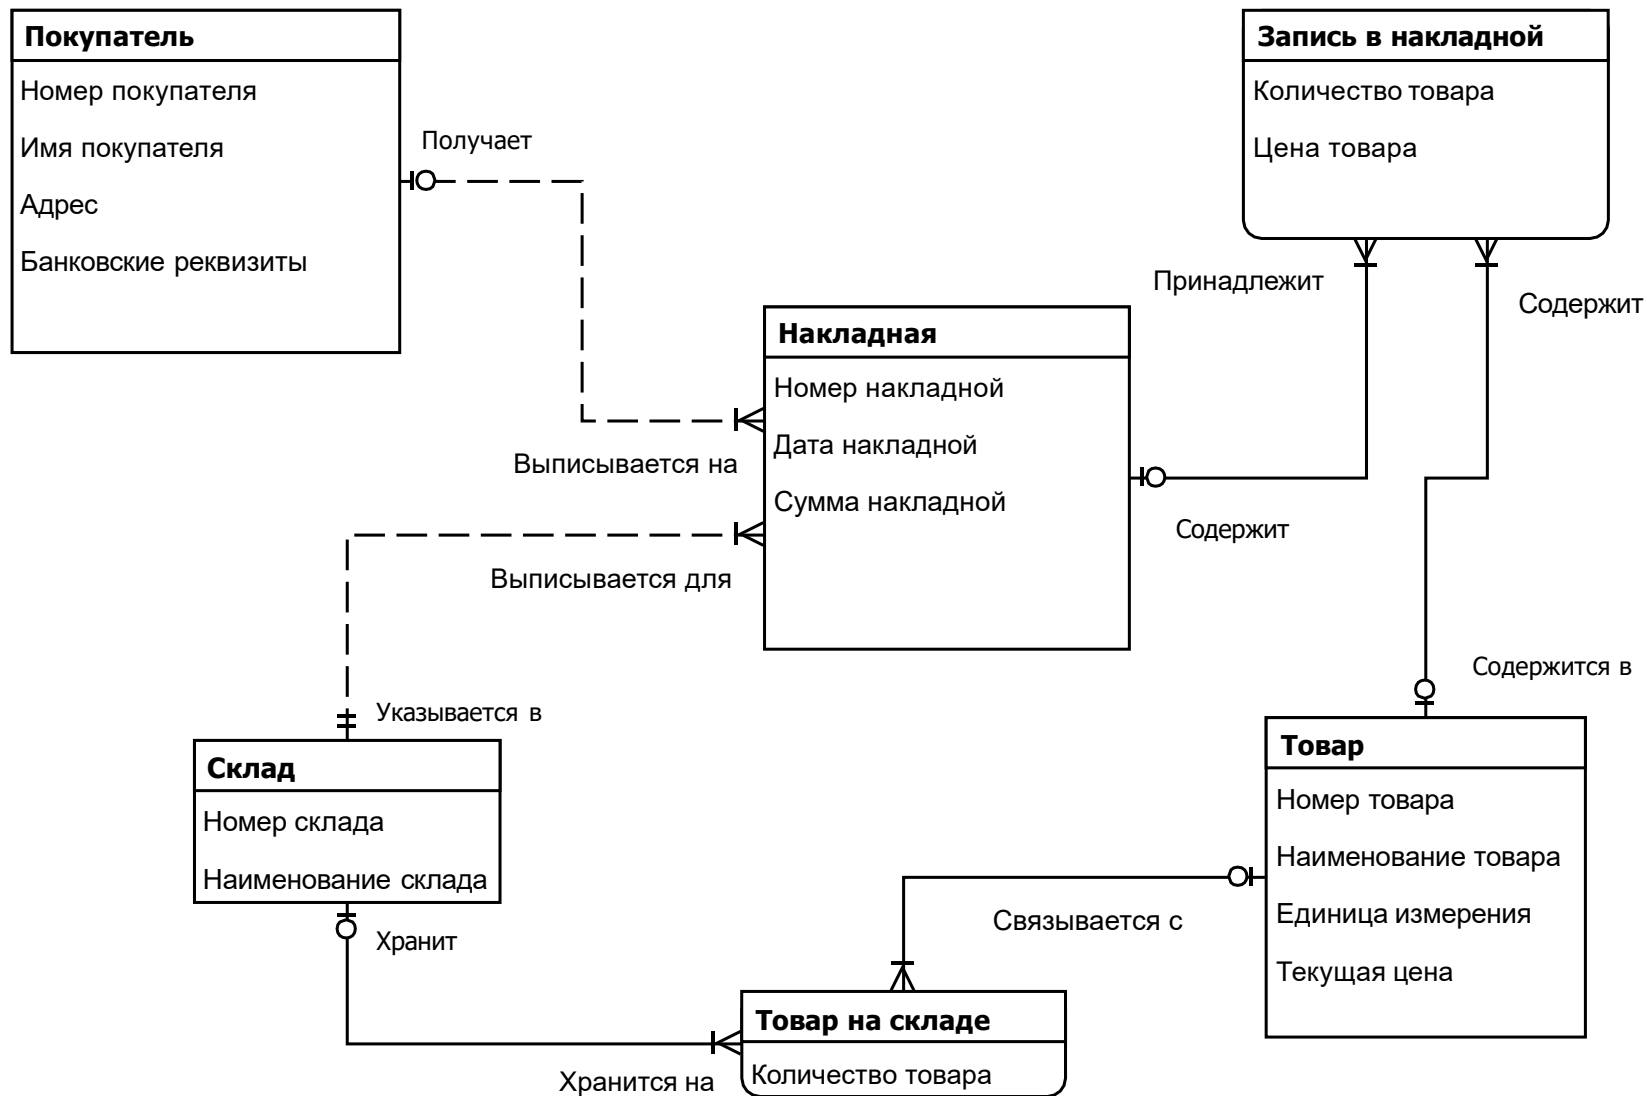 Покупатель
Номер покупателя
Имя покупателя
Адрес
Банковские реквизиты
Получает
Запись в накладной
Количество товара
Цена товара
Принадлежит
Содержит
Накладная
Номер накладной
Дата накладной
Сумма накладной
Выписывается на
Содержит
Выписывается для
Указывается в
Содержится в
Склад
Номер склада
Наименование склада
Хранит
Товар
Номер товара
Наименование товара
Единица измерения
Текущая цена
Связывается с
Товар на складе
Количество товара
Хранится на